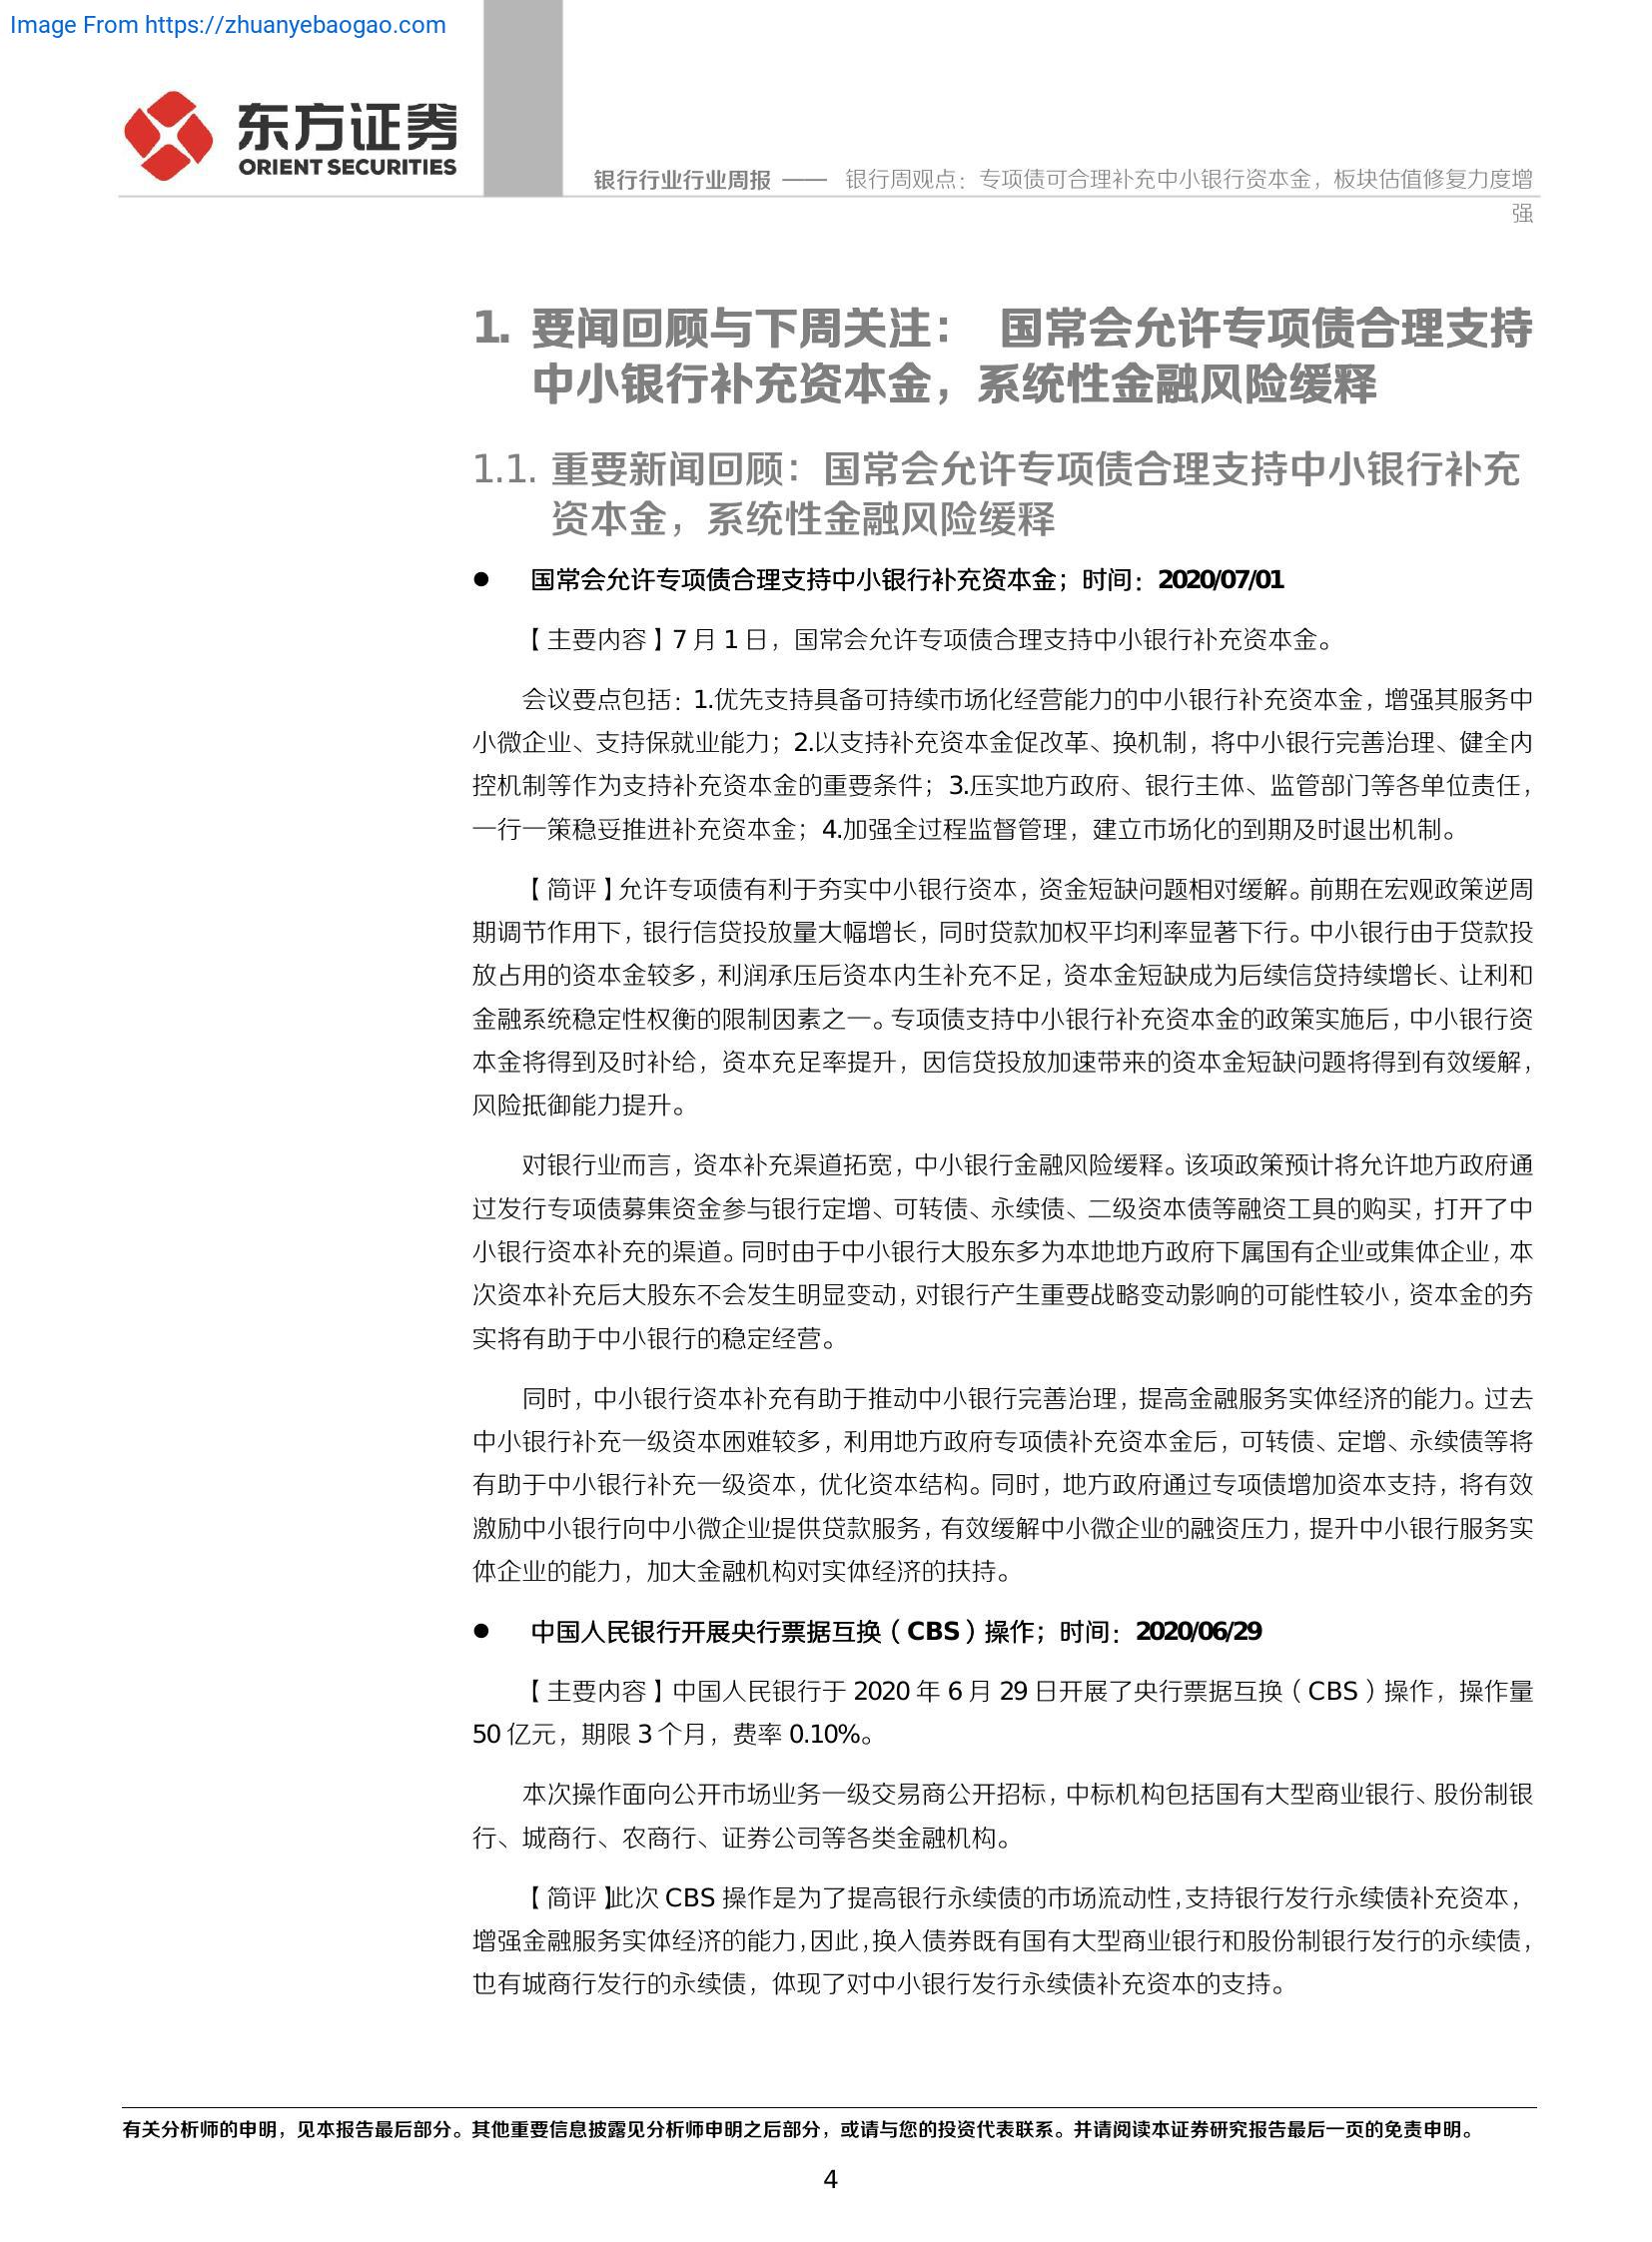 Image From https://zhuanyebaogao.com
东方证券
ORIENT SECURITIES
银行行业行业周报 —— 银行周观点：专项债可合理补充中小银行资本金，板块估值修复力度增
强
1. 要闻回顾与下周关注： 国常会允许专项债合理支持
中小银行补充资本金，系统性金融风险缓释
1.1. 重要新闻回顾：国常会允许专项债合理支持中小银行补充
资本金，系统性金融风险缓释
● 国常会允许专项债合理支持中小银行补充资本金；时间：2020/07/01
【主要内容】7 月 1 日，国常会允许专项债合理支持中小银行补充资本金。
会议要点包括：1.优先支持具备可持续市场化经营能力的中小银行补充资本金，增强其服务中
小微企业、支持保就业能力；2.以支持补充资本金促改革、换机制，将中小银行完善治理、健全内
控机制等作为支持补充资本金的重要条件；3.压实地方政府、银行主体、监管部门等各单位责任，
一行一策稳妥推进补充资本金；4.加强全过程监督管理，建立市场化的到期及时退出机制。
【简评】允许专项债有利于夯实中小银行资本，资金短缺问题相对缓解。前期在宏观政策逆周
期调节作用下，银行信贷投放量大幅增长，同时贷款加权平均利率显著下行。中小银行由于贷款投
放占用的资本金较多，利润承压后资本内生补充不足，资本金短缺成为后续信贷持续增长、让利和
金融系统稳定性权衡的限制因素之一。专项债支持中小银行补充资本金的政策实施后，中小银行资
本金将得到及时补给，资本充足率提升，因信贷投放加速带来的资本金短缺问题将得到有效缓解，
风险抵御能力提升。
对银行业而言，资本补充渠道拓宽，中小银行金融风险缓释。该项政策预计将允许地方政府通
过发行专项债募集资金参与银行定增、可转债、永续债、二级资本债等融资工具的购买，打开了中
小银行资本补充的渠道。同时由于中小银行大股东多为本地地方政府下属国有企业或集体企业，本
次资本补充后大股东不会发生明显变动，对银行产生重要战略变动影响的可能性较小，资本金的夯
实将有助于中小银行的稳定经营。
同时，中小银行资本补充有助于推动中小银行完善治理，提高金融服务实体经济的能力。过去
中小银行补充一级资本困难较多，利用地方政府专项债补充资本金后，可转债、定增、永续债等将
有助于中小银行补充一级资本，优化资本结构。同时，地方政府通过专项债增加资本支持，将有效
激励中小银行向中小微企业提供贷款服务，有效缓解中小微企业的融资压力，提升中小银行服务实
体企业的能力，加大金融机构对实体经济的扶持。
● 中国人民银行开展央行票据互换（CBS）操作；时间：2020/06/29
【主要内容】中国人民银行于 2020 年 6 月 29 日开展了央行票据互换（CBS）操作，操作量
50 亿元，期限 3 个月，费率 0.10%。
本次操作面向公开市场业务一级交易商公开招标，中标机构包括国有大型商业银行、股份制银
行、城商行、农商行、证券公司等各类金融机构。
【简评】此次 CBS 操作是为了提高银行永续债的市场流动性，支持银行发行永续债补充资本，
增强金融服务实体经济的能力，因此，换入债券既有国有大型商业银行和股份制银行发行的永续债，
也有城商行发行的永续债，体现了对中小银行发行永续债补充资本的支持。
有关分析师的申明，见本报告最后部分。其他重要信息披露见分析师申明之后部分，或请与您的投资代表联系。并请阅读本证券研究报告最后一页的免责申明。
4